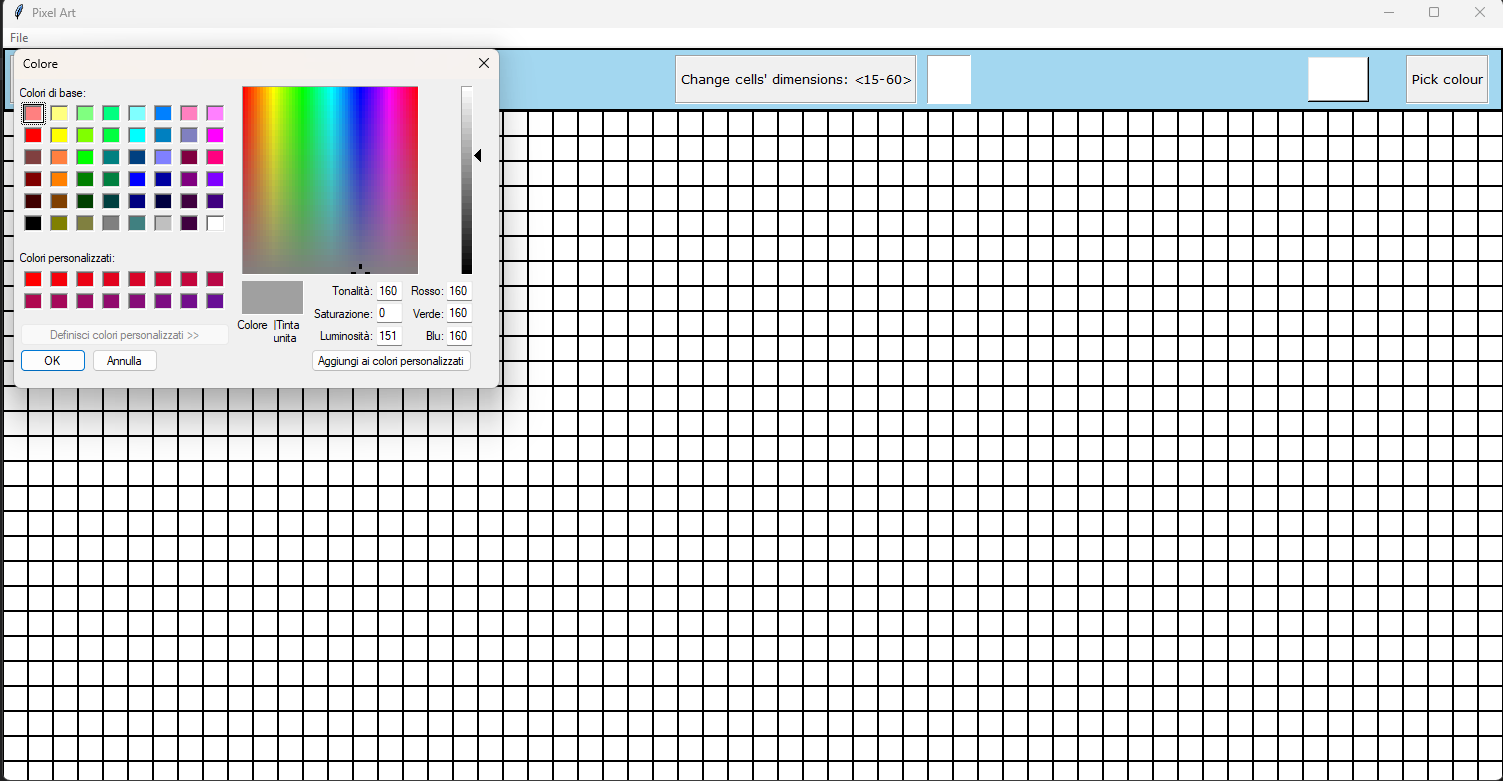 Pixel Art
File
Colore
Change cells' dimensions: <15-60>
Pick colour
Colori di base:
Colori personalizzati:
Definisci colori personalizzati >>
OK
Annulla
Colore |Tinta
unita
Tonalità: 160
Rosso: 160
Saturazione: 0
Verde: 160
Luminosità: 151
Blu: 160
Aggiungi ai colori personalizzati